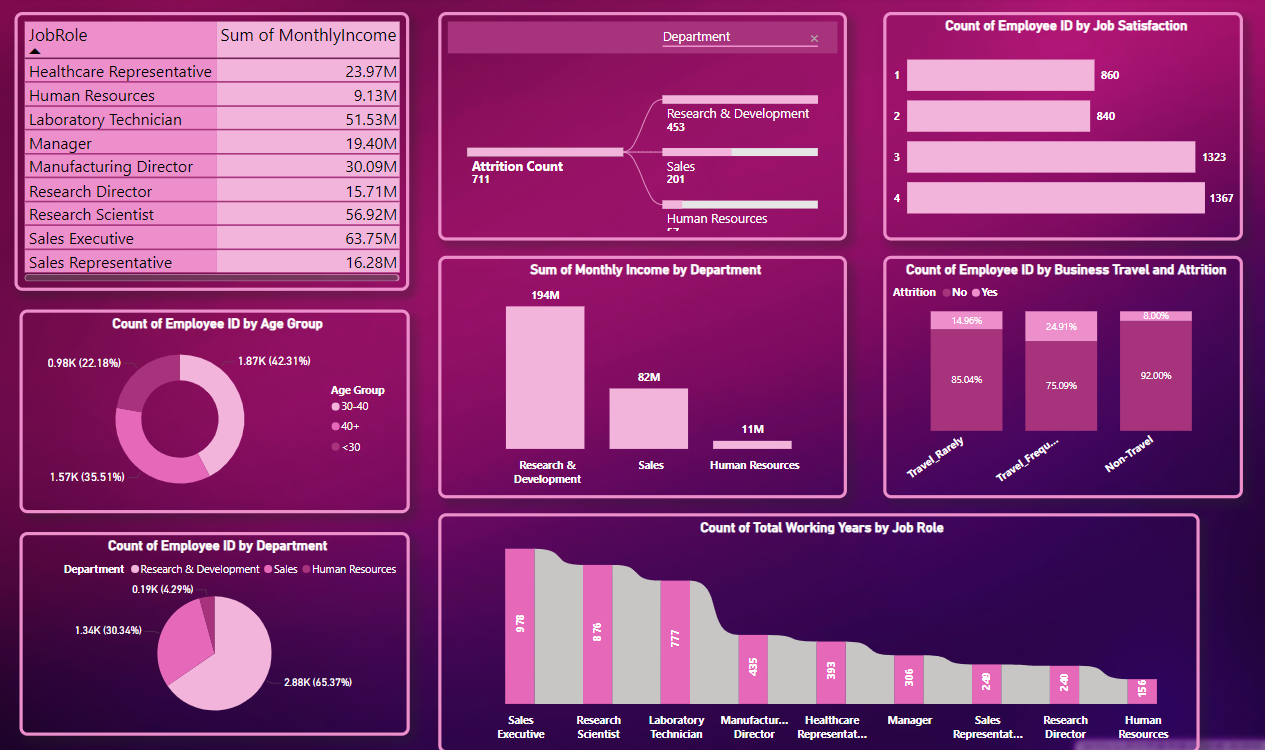 JobRole Sum of MonthlyIncome
Healthcare Representative 23.97M
Human Resources 9.13M
Laboratory Technician 51.53M
Manager 19.40M
Manufacturing Director 30.09M
Research Director 15.71M
Research Scientist 56.92M
Sales Executive 63.75M
Sales Representative 16.28M
Department ×
Attrition Count
711
Research & Development
453
Sales
201
Human Resources
Count of Employee ID by Job Satisfaction
1 860
2 840
3 1323
4 1367
Count of Employee ID by Age Group
0.98K (22.18%)
1.87K (42.31%)
1.57K (35.51%)
Age Group
30-40
40+
<30
Sum of Monthly Income by Department
194M
82M
11M
Research &
Development
Sales
Human Resources
Count of Employee ID by Business Travel and Attrition
Attrition No Yes
14.96% 24.91% 8.00%
85.04% 75.09% 92.00%
Travel_Rarely Travel_Frequ... Non-Travel
Count of Employee ID by Department
Department Research & Development Sales Human Resources
0.19K (4.29%)
1.34K (30.34%)
2.88K (65.37%)
Count of Total Working Years by Job Role
978 876 777 435 393 306 249 240 156
Sales
Executive
Research
Scientist
Laboratory
Technician
Manufactur...
Director
Healthcare
Representat...
Manager
Sales
Representat...
Research
Director
Human
Resources